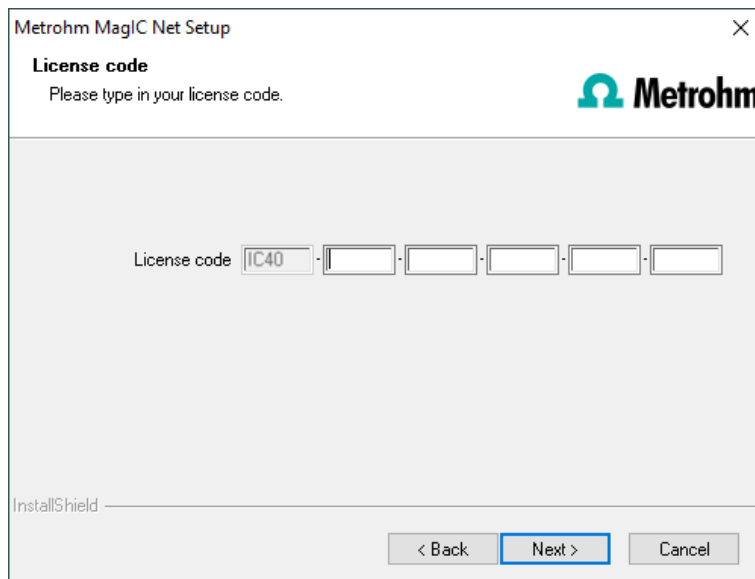 Metrohm MagIC Net Setup
License code
Please type in your license code.
Metrohm
License code IC40 - - - - -
InstallShield
< Back Next > Cancel